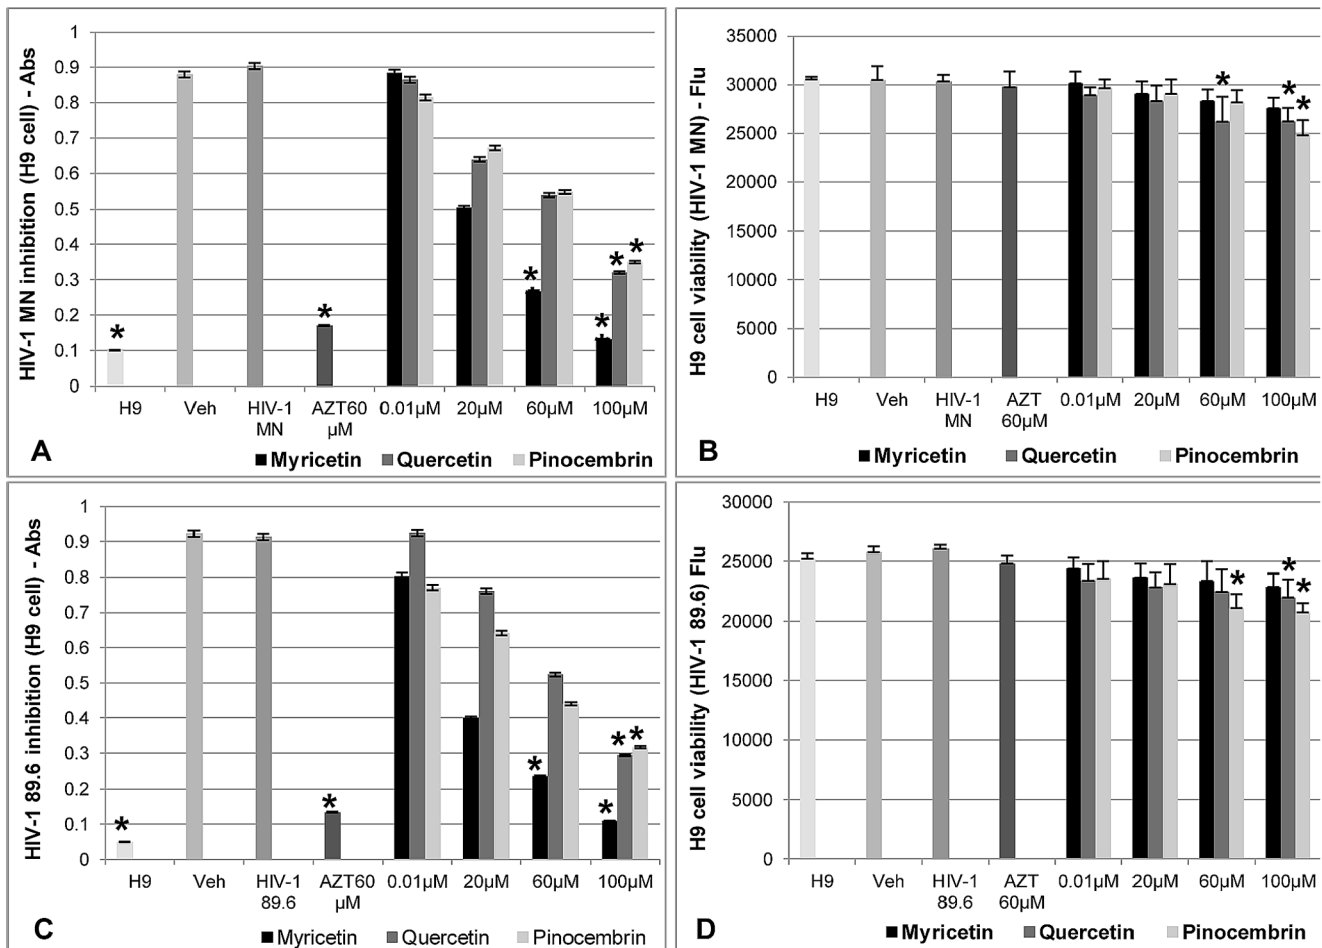 HIV-1 MN inhibition (H9 cell) - Abs
1
0.9
0.8
0.7
0.6
0.5
0.4
0.3
0.2
0.1
0
* * * * * *
H9 Veh HIV-1 MN AZT60 µM 0.01µM 20µM 60µM 100µM
A
Myricetin Quercetin Pinocembrin
H9 cell viability (HIV-1 MN) - Flu
35000
30000
25000
20000
15000
10000
5000
0
* * *
H9 Veh HIV-1 MN AZT 60µM 0.01µM 20µM 60µM 100µM
B
Myricetin Quercetin Pinocembrin
HIV-1 89.6 inhibition (H9 cell) - Abs
1
0.9
0.8
0.7
0.6
0.5
0.4
0.3
0.2
0.1
0
* * * * * *
H9 Veh HIV-1 89.6 AZT60 µM 0.01µM 20µM 60µM 100µM
C
Myricetin Quercetin Pinocembrin
H9 cell viability (HIV-1 89.6) Flu
30000
25000
20000
15000
10000
5000
0
* * *
H9 Veh HIV-1 89.6 AZT 60µM 0.01µM 20µM 60µM 100µM
D
Myricetin Quercetin Pinocembrin